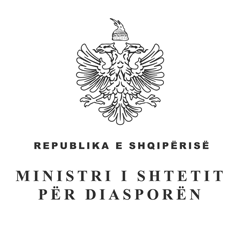 REPUBLIKA E SHQIPËRISË
MINISTRI I SHTETIT
PËR DIASPORËN